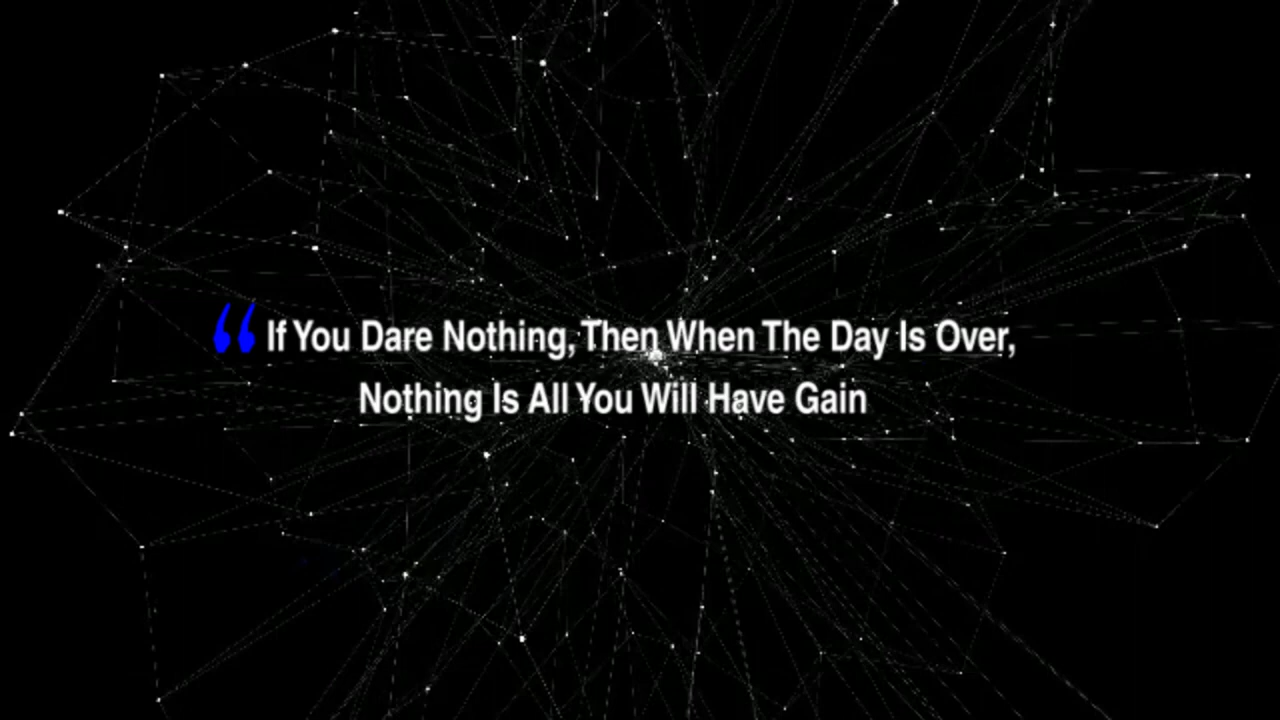 “If You Dare Nothing, Then When The Day Is Over,
Nothing Is All You Will Have Gain